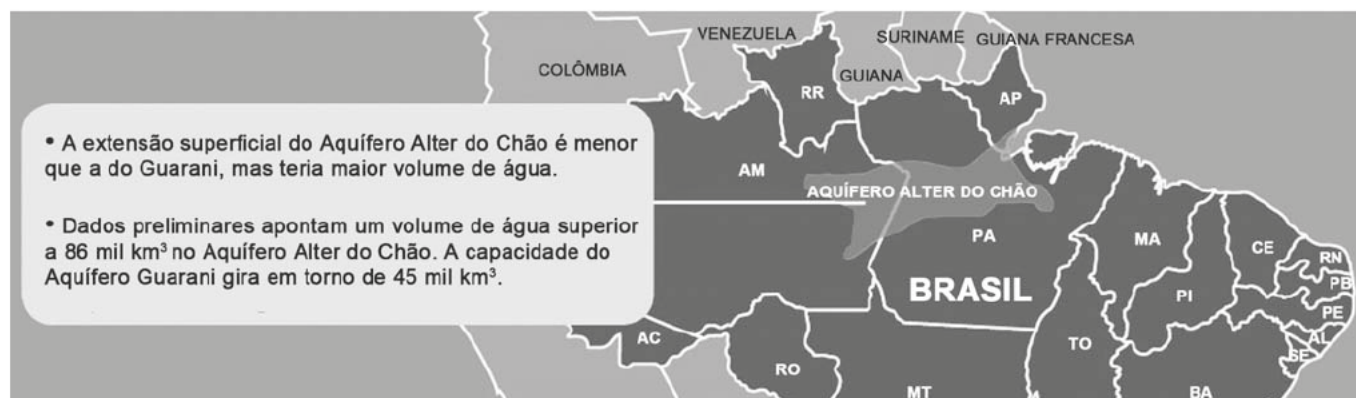 VENEZUELA
SURINAME
GUIANA FRANCESA
COLÔMBIA
GUIANA
RR
AP
• A extensão superficial do Aquífero Alter do Chão é menor
que a do Guarani, mas teria maior volume de água.
• Dados preliminares apontam um volume de água superior
a 86 mil km³ no Aquífero Alter do Chão. A capacidade do
Aquífero Guarani gira em torno de 45 mil km³.
AM
AQUÍFERO ALTER DO CHÃO
PA
MA
CE
RN
PB
BRASIL
PI
PE
AC
TO
AL
SE
RO
MT
BA